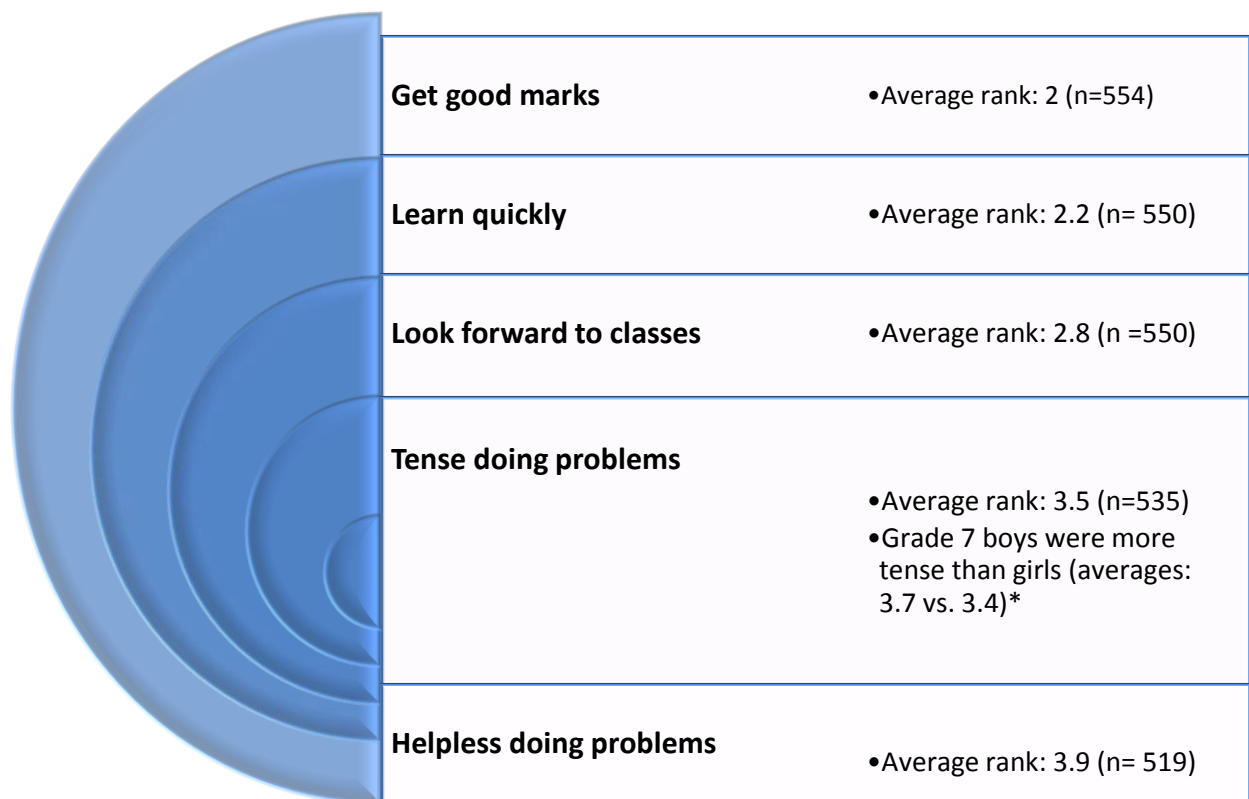 Get good marks
•Average rank: 2 (n=554)
Learn quickly
•Average rank: 2.2 (n= 550)
Look forward to classes
•Average rank: 2.8 (n =550)
Tense doing problems
•Average rank: 3.5 (n=535)
•Grade 7 boys were more
tense than girls (averages:
3.7 vs. 3.4)*
Helpless doing problems
•Average rank: 3.9 (n= 519)